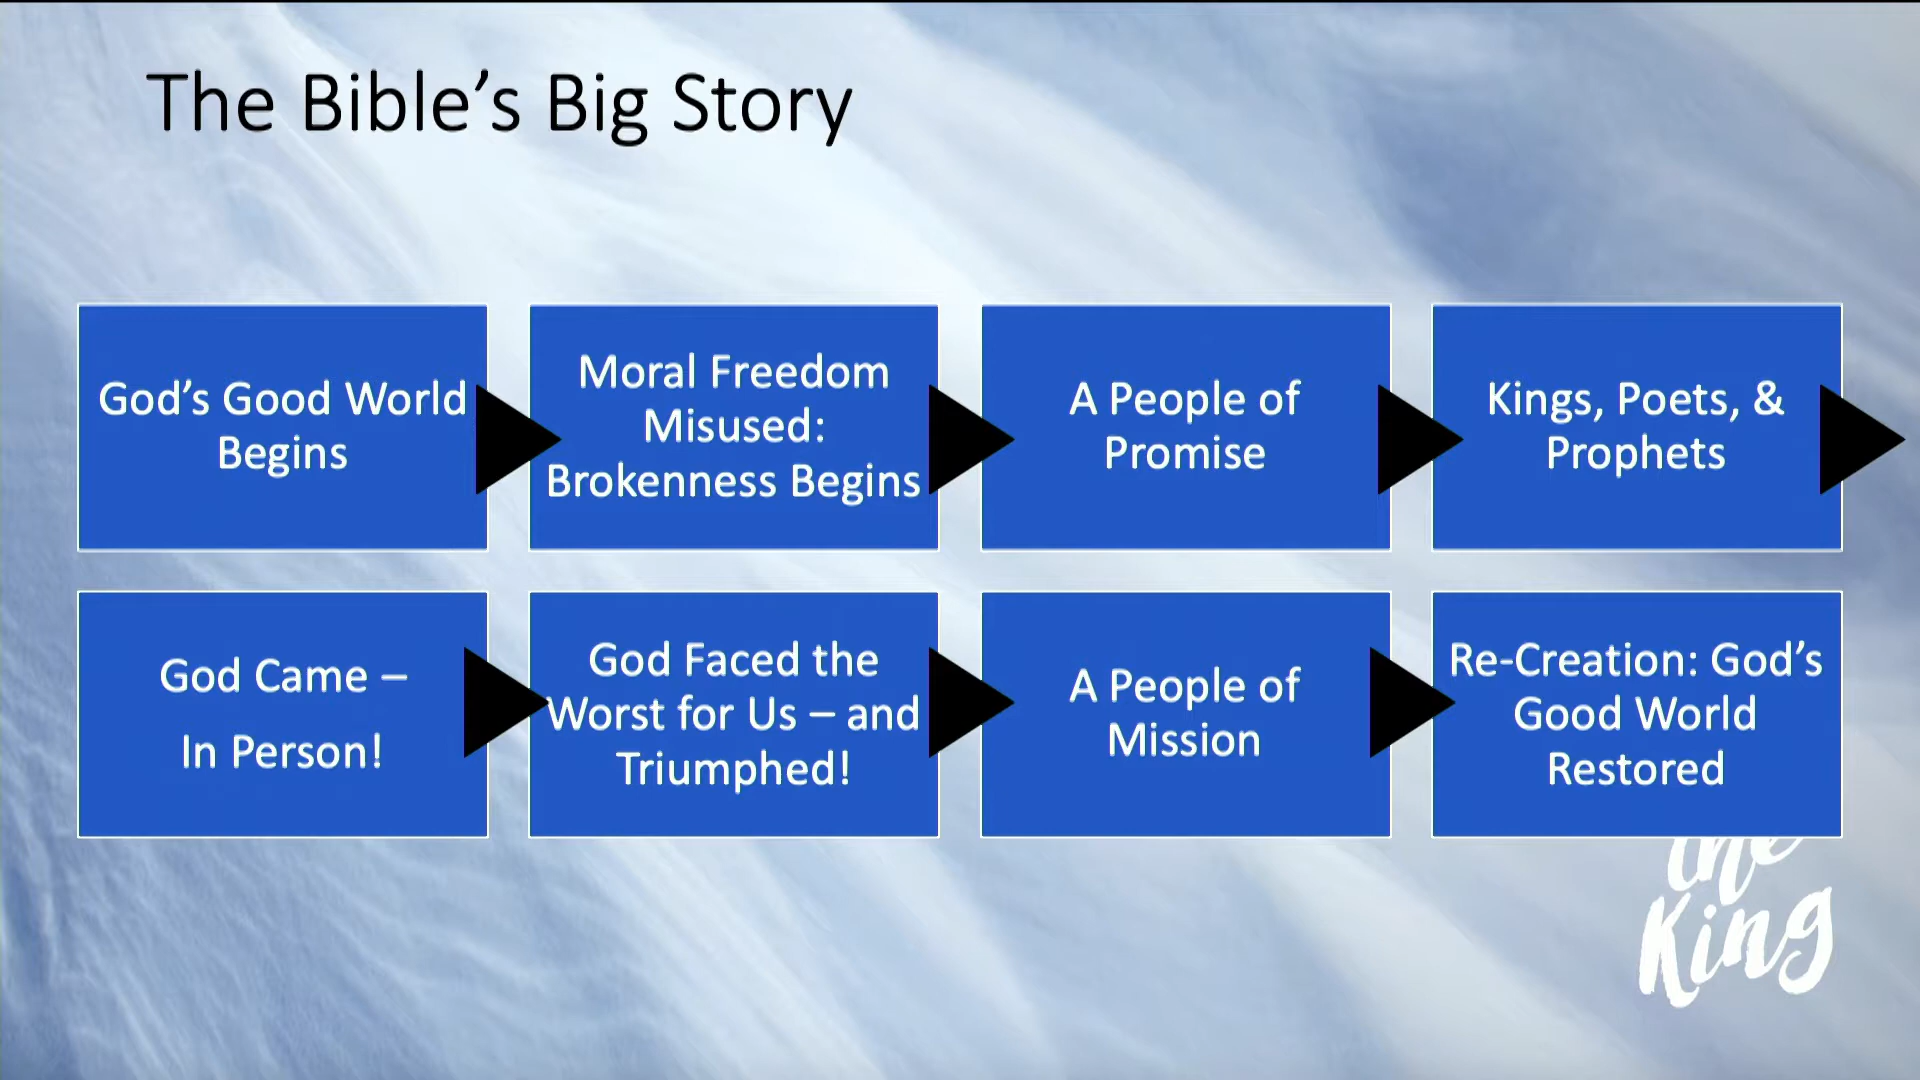 The Bible's Big Story
God's Good World
Begins
Moral Freedom
Misused:
Brokenness Begins
A People of
Promise
Kings, Poets, &
Prophets
God Came –
In Person!
God Faced the
Worst for Us – and
Triumphed!
A People of
Mission
Re-Creation: God's
Good World
Restored
the
King